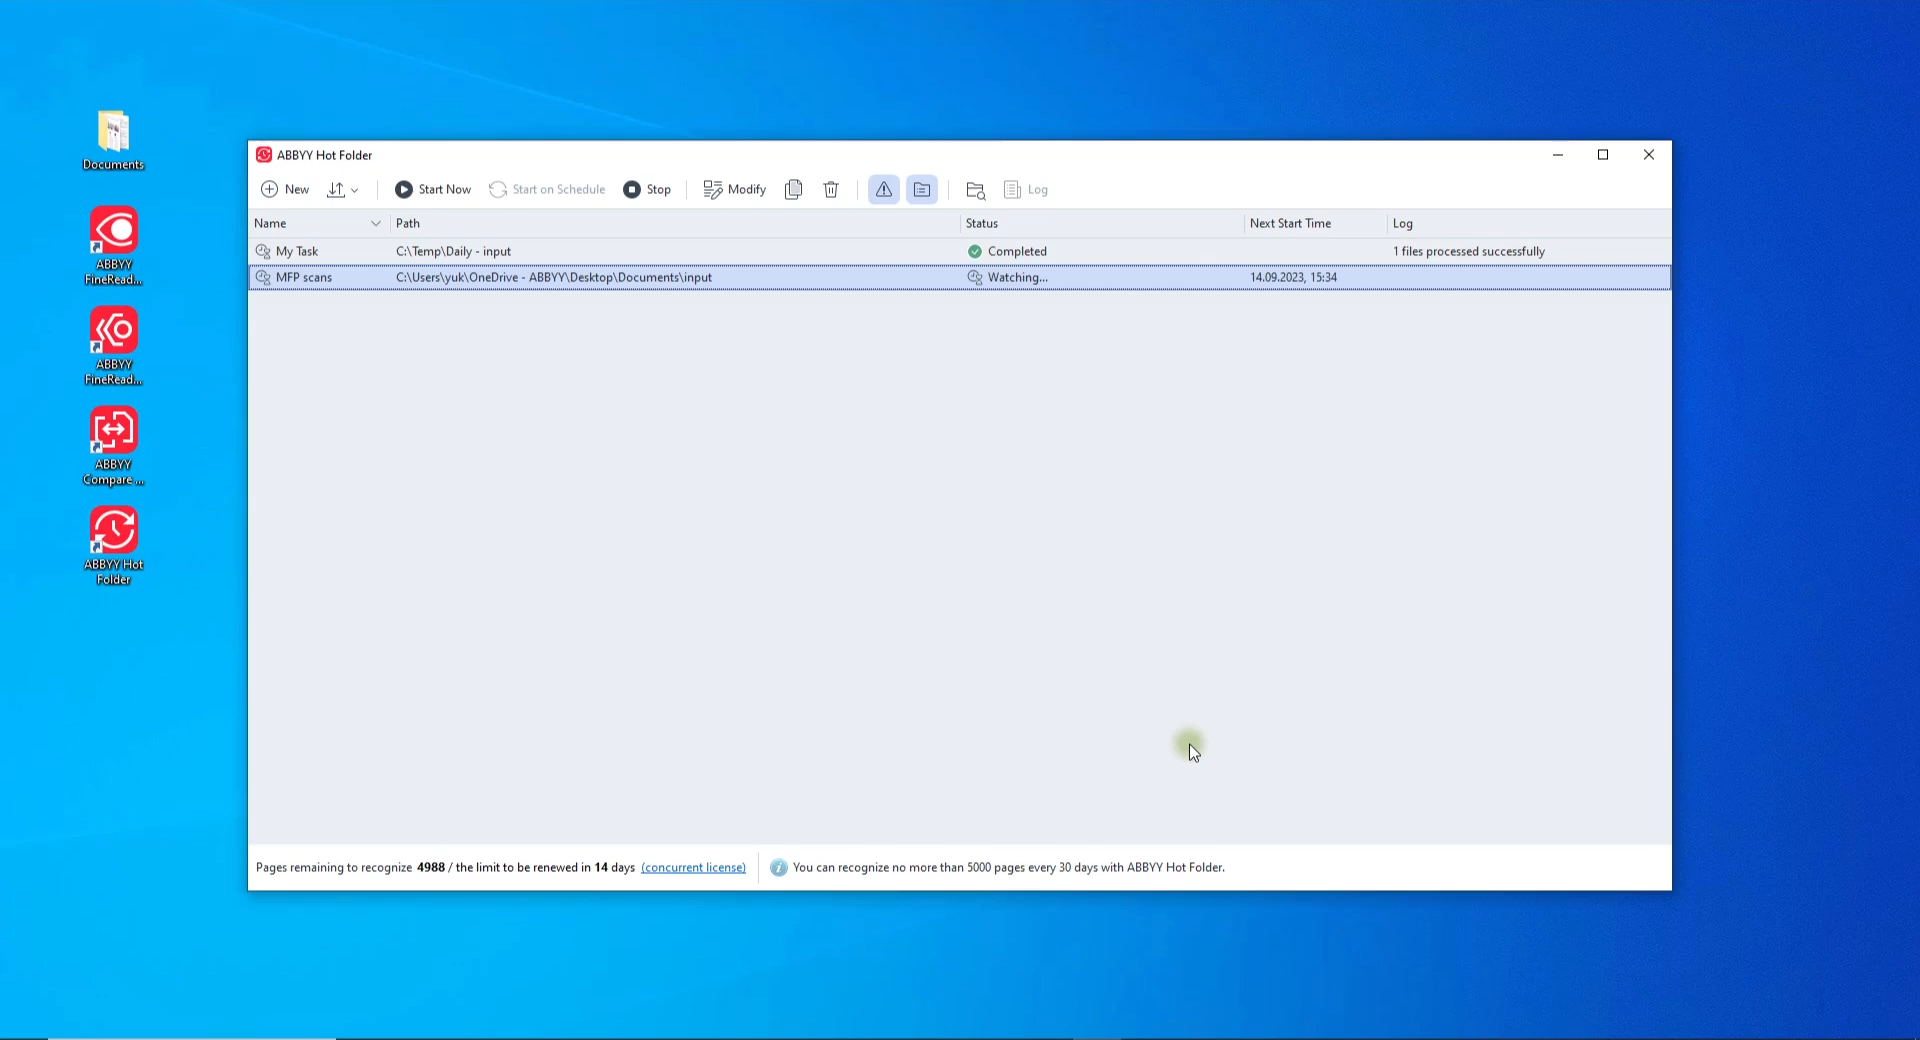 Documents
ABBYY
FineRead...
ABBYY
FineRead...
ABBYY
Compare ...
ABBYY Hot
Folder
ABBYY Hot Folder
New Start Now Start on Schedule Stop Modify Log
Name Path Status Next Start Time Log
My Task C:\Temp\Daily - input Completed 1 files processed successfully
MFP scans C:\Users\yuk\OneDrive - ABBYY\Desktop\Documents\input Watching... 14.09.2023, 15:34
Pages remaining to recognize 4988 / the limit to be renewed in 14 days (concurrent license) You can recognize no more than 5000 pages every 30 days with ABBYY Hot Folder.